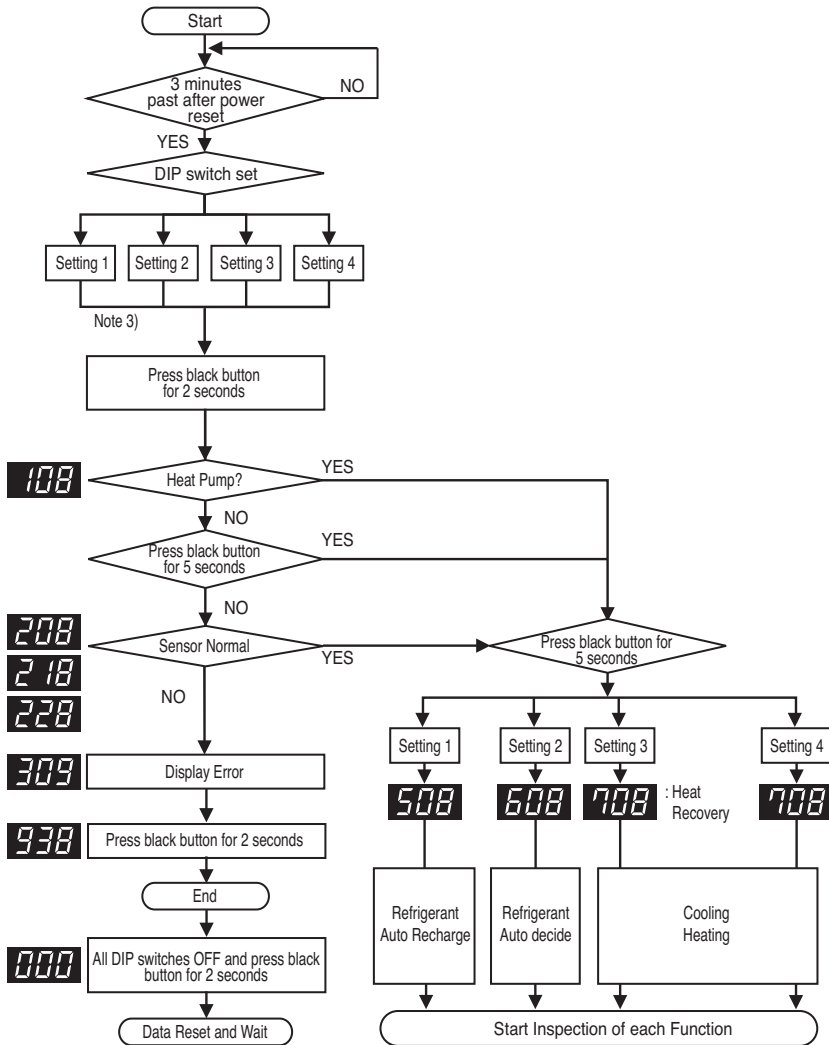 Start
3 minutes
past after power
reset
NO
YES
DIP switch set
Setting 1
Setting 2
Setting 3
Setting 4
Note 3)
Press black button
for 2 seconds
108
Heat Pump?
YES
NO
Press black button
for 5 seconds
YES
NO
208
218
228
Sensor Normal
YES
NO
Press black button for
5 seconds
Setting 1
Setting 2
Setting 3
Setting 4
309
Display Error
508
608
708
: Heat
Recovery
708
938
Press black button for 2 seconds
End
Refrigerant
Auto Recharge
Refrigerant
Auto decide
Cooling
Heating
000
All DIP switches OFF and press black
button for 2 seconds
Data Reset and Wait
Start Inspection of each Function